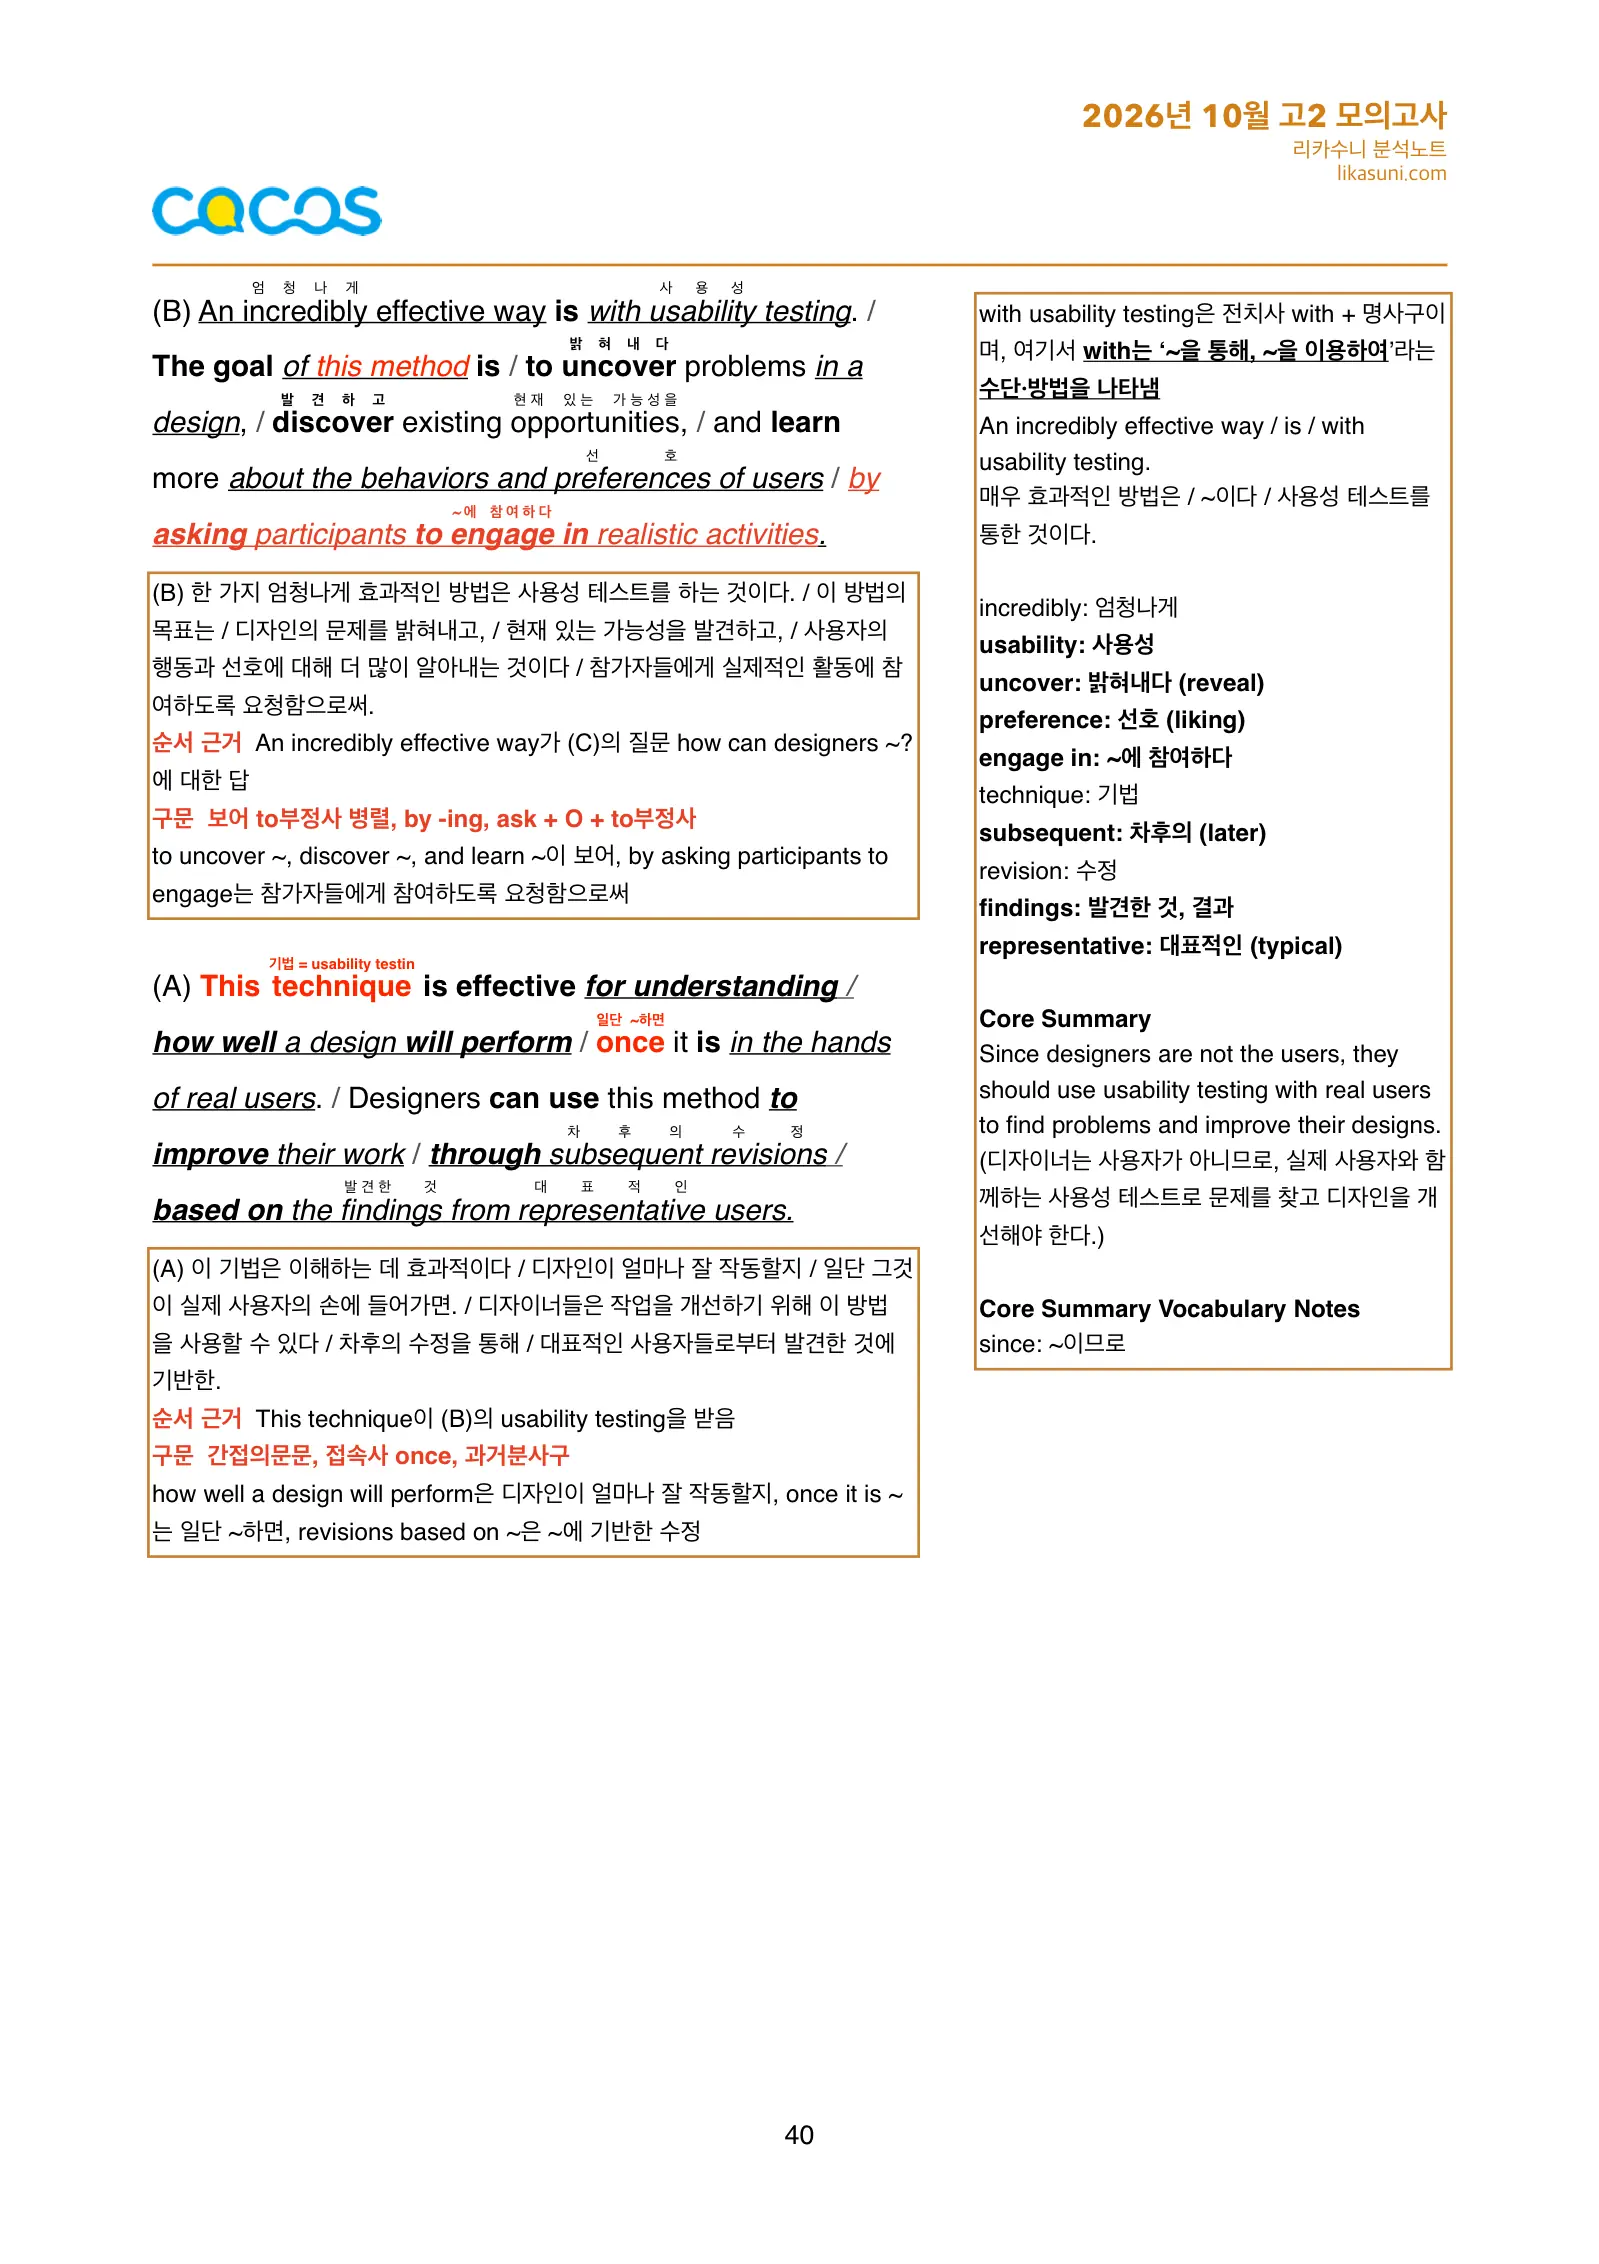 2026년 10월 고2 모의고사
리카수니 분석노트
likasuni.com
cacos
엄청나게 사용성
(B) An incredibly effective way is with usability testing. /
밝혀내다
The goal of this method is / to uncover problems in a
발견하고 현재 있는 가능성을
design, / discover existing opportunities, / and learn
선호
more about the behaviors and preferences of users / by
~에 참여하다
asking participants to engage in realistic activities.
(B) 한 가지 엄청나게 효과적인 방법은 사용성 테스트를 하는 것이다. / 이 방법의
목표는 / 디자인의 문제를 밝혀내고, / 현재 있는 가능성을 발견하고, / 사용자의
행동과 선호에 대해 더 많이 알아내는 것이다 / 참가자들에게 실제적인 활동에 참
여하도록 요청함으로써.
순서 근거 An incredibly effective way가 (C)의 질문 how can designers ~?
에 대한 답
구문 보어 to부정사 병렬, by -ing, ask + O + to부정사
to uncover ~, discover ~, and learn ~이 보어, by asking participants to
engage는 참가자들에게 참여하도록 요청함으로써
기법 = usability testin
(A) This technique is effective for understanding /
일단 ~하면
how well a design will perform / once it is in the hands
of real users. / Designers can use this method to
차후의 수정
improve their work / through subsequent revisions /
발견한 것 대표적인
based on the findings from representative users.
(A) 이 기법은 이해하는 데 효과적이다 / 디자인이 얼마나 잘 작동할지 / 일단 그것
이 실제 사용자의 손에 들어가면. / 디자이너들은 작업을 개선하기 위해 이 방법
을 사용할 수 있다 / 차후의 수정을 통해 / 대표적인 사용자들로부터 발견한 것에
기반한.
순서 근거 This technique이 (B)의 usability testing을 받음
구문 간접의문문, 접속사 once, 과거분사구
how well a design will perform은 디자인이 얼마나 잘 작동할지, once it is ~
는 일단 ~하면, revisions based on ~은 ~에 기반한 수정
with usability testing은 전치사 with + 명사구이
며, 여기서 with는 ‘~을 통해, ~을 이용하여’라는
수단·방법을 나타냄
An incredibly effective way / is / with
usability testing.
매우 효과적인 방법은 / ~이다 / 사용성 테스트를
통한 것이다.
incredibly: 엄청나게
usability: 사용성
uncover: 밝혀내다 (reveal)
preference: 선호 (liking)
engage in: ~에 참여하다
technique: 기법
subsequent: 차후의 (later)
revision: 수정
findings: 발견한 것, 결과
representative: 대표적인 (typical)
Core Summary
Since designers are not the users, they
should use usability testing with real users
to find problems and improve their designs.
(디자이너는 사용자가 아니므로, 실제 사용자와 함
께하는 사용성 테스트로 문제를 찾고 디자인을 개
선해야 한다.)
Core Summary Vocabulary Notes
since: ~이므로
40